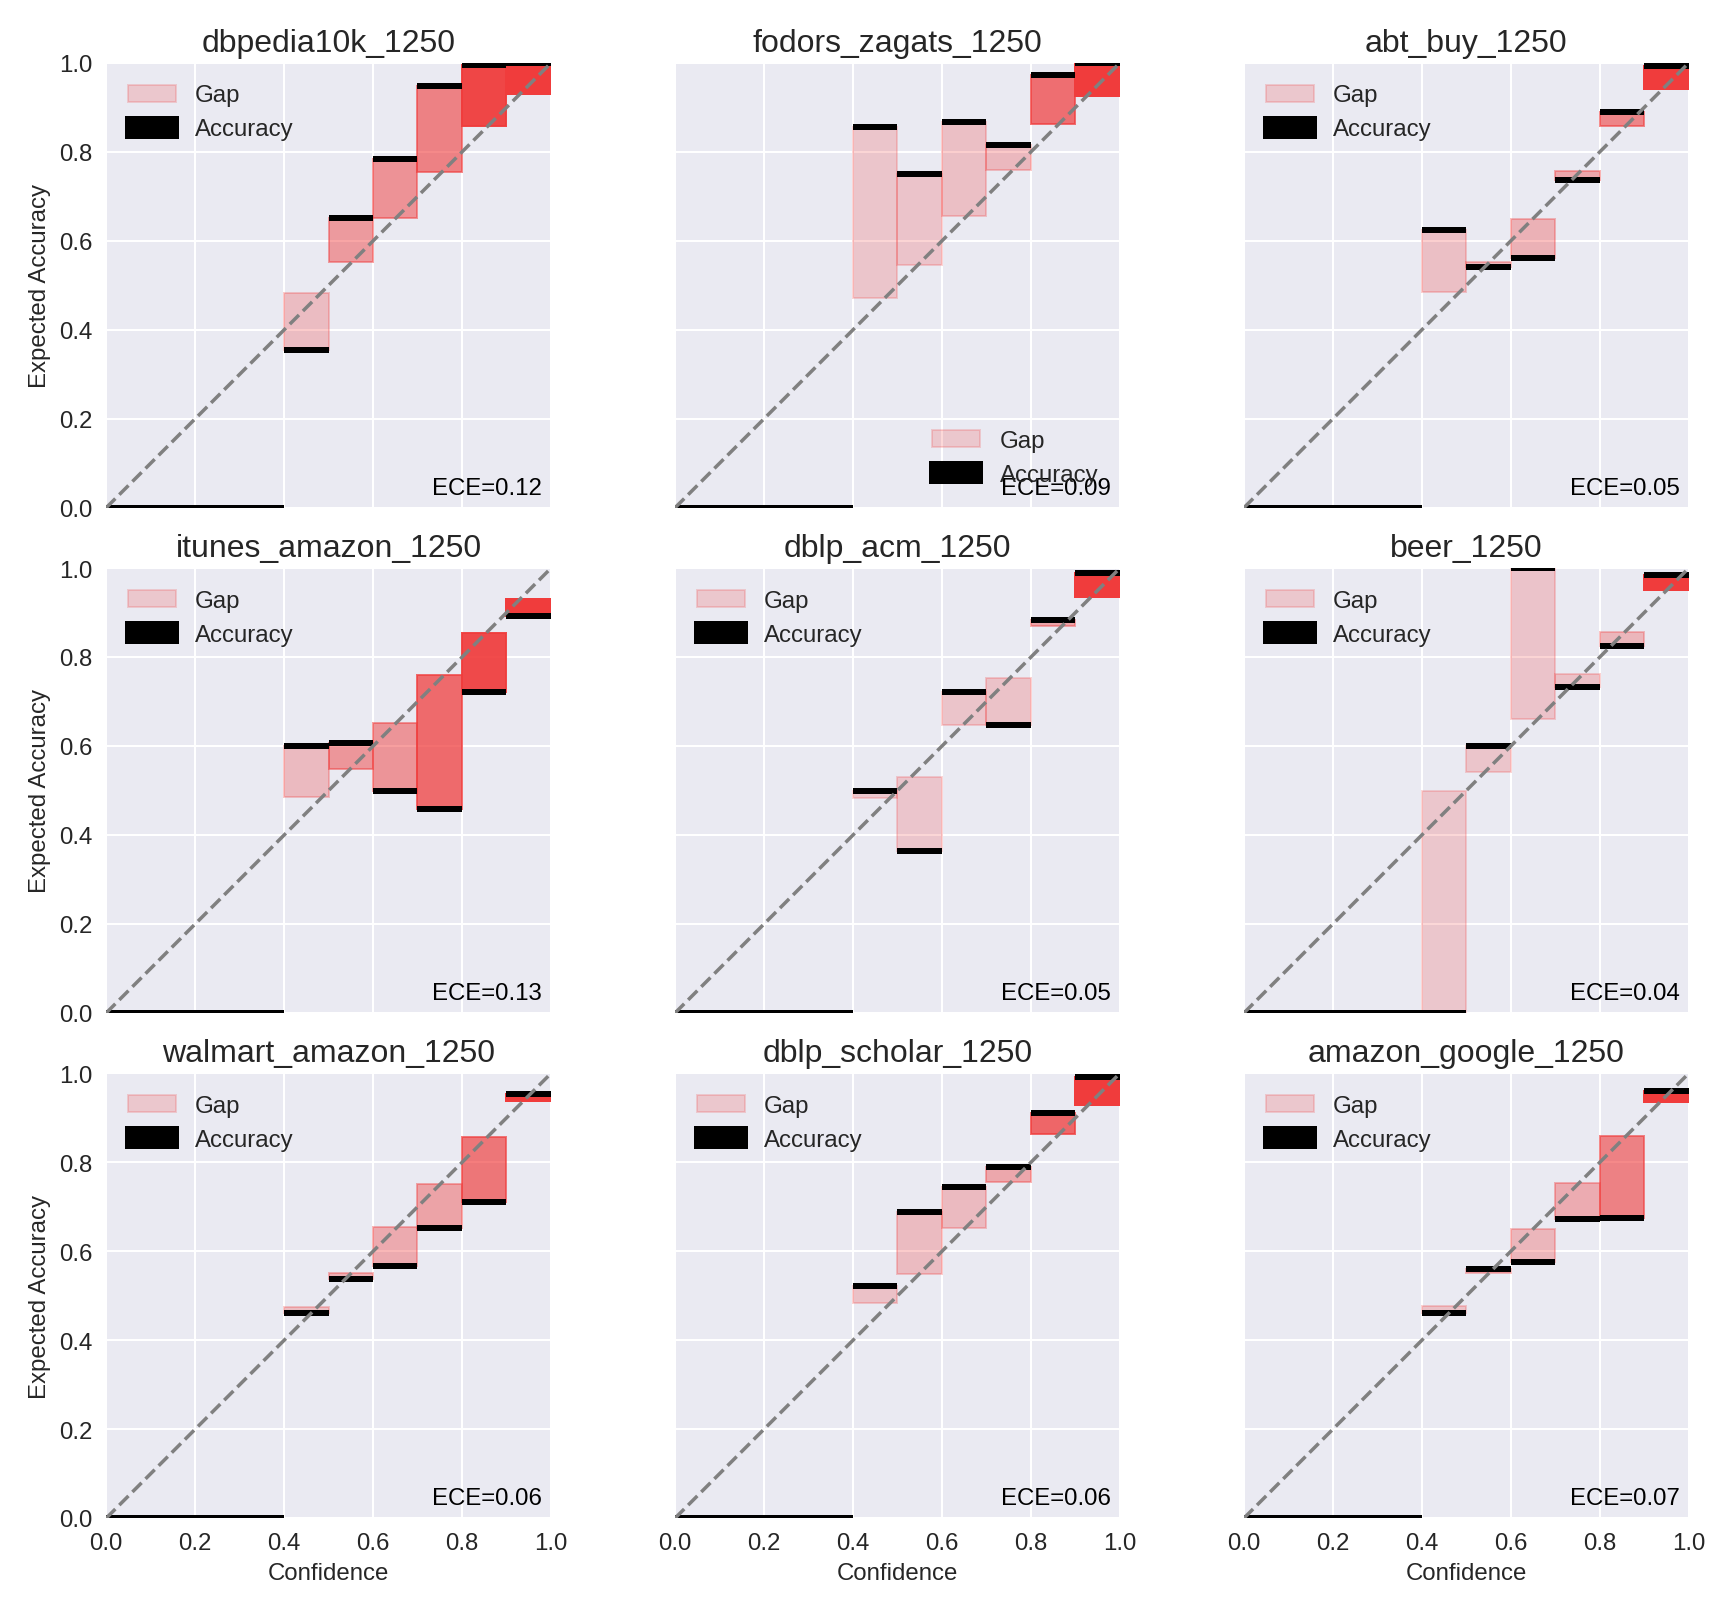 dbpedia10k_1250
fodors_zagats_1250
abt_buy_1250
1.0
0.8
0.6
0.4
0.2
0.0
Expected Accuracy
Gap
Accuracy
ECE=0.12
Gap
Accuracy
ECE=0.09
Gap
Accuracy
ECE=0.05
itunes_amazon_1250
dblp_acm_1250
beer_1250
1.0
0.8
0.6
0.4
0.2
0.0
Expected Accuracy
Gap
Accuracy
ECE=0.13
Gap
Accuracy
ECE=0.05
Gap
Accuracy
ECE=0.04
walmart_amazon_1250
dblp_scholar_1250
amazon_google_1250
1.0
0.8
0.6
0.4
0.2
0.0
Expected Accuracy
Gap
Accuracy
ECE=0.06
Gap
Accuracy
ECE=0.06
Gap
Accuracy
ECE=0.07
0.0 0.2 0.4 0.6 0.8 1.0
0.0 0.2 0.4 0.6 0.8 1.0
0.0 0.2 0.4 0.6 0.8 1.0
Confidence
Confidence
Confidence